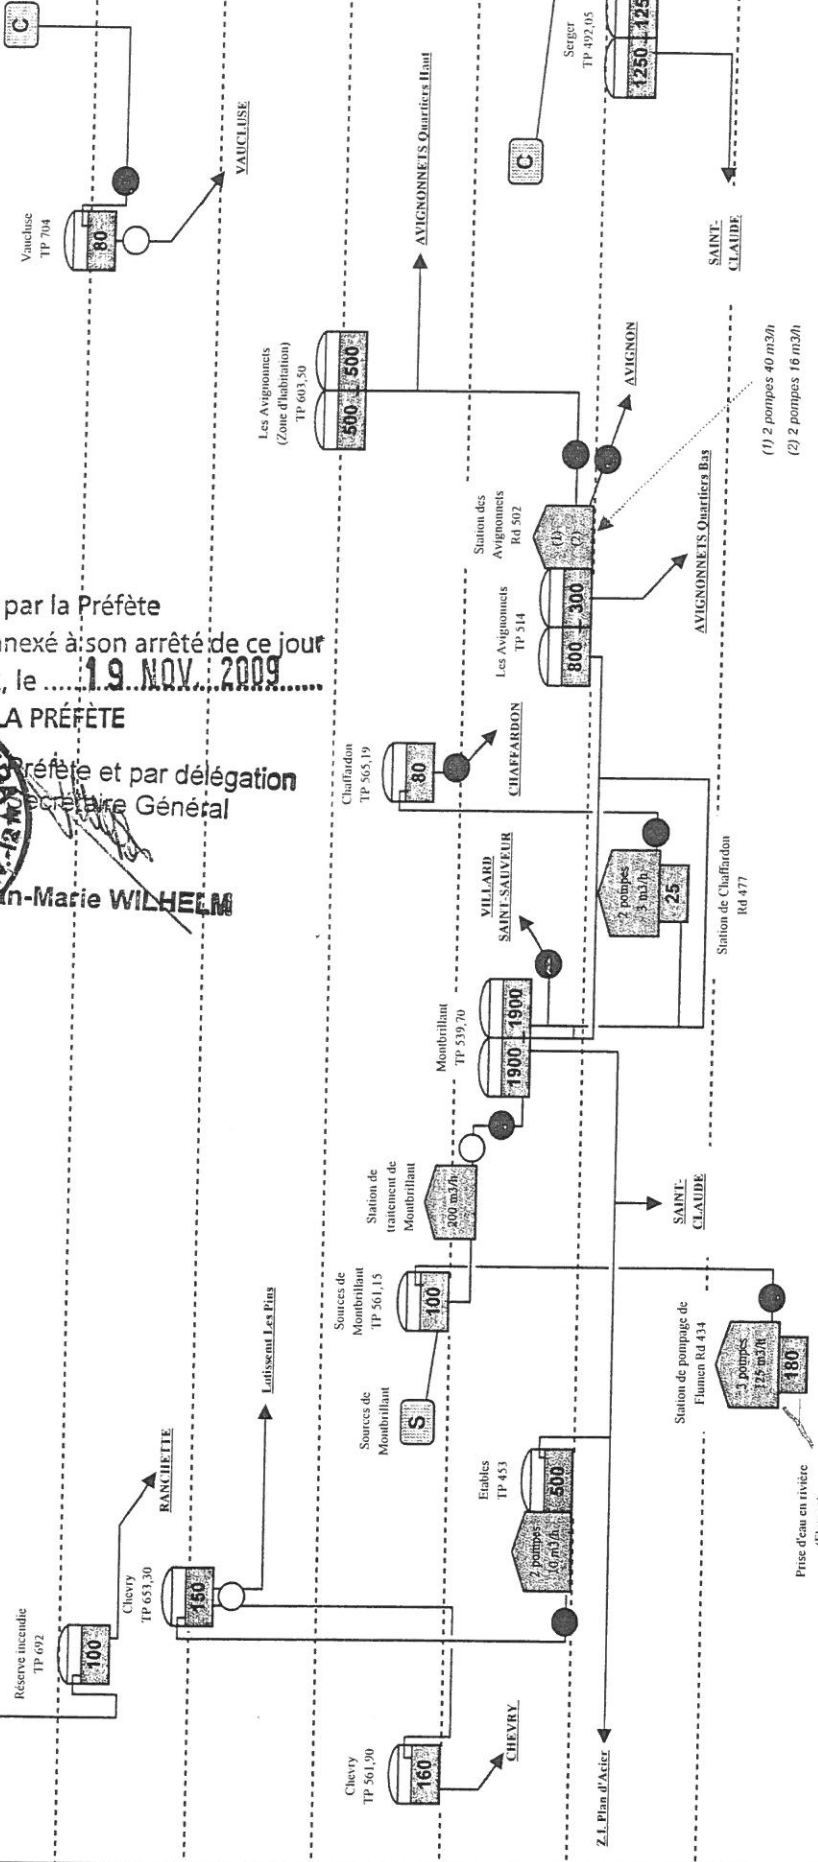 C
Vaucluse
TP 704
80
VAUCLUSE
Serger
TP 492,05
1250
C
SAINT-
CLAUDE
AVIGNONNETS Quartiers Haut
Les Avignonnets
(Zone d'habitation)
TP 603,50
500
500
AVIGNON
(1) 2 pompes 40 m3/h
(2) 2 pompes 16 m3/h
Station des
Avignonnets
Rd 502
(1)
(2)
Les Avignonnets
TP 514
800
300
AVIGNONNETS Quartiers Bas
par la Préfète
à son arrêté de ce jour
, le ..... 19 NOV. 2009
LA PRÉFÈTE
Préfète et par délégation
Secrétaire Général
n-Marie WILHELM
Chaffardon
TP 565,19
80
CHAFFARDON
VILLARD
SAINT-SAUVEUR
2 pompes
3 m3/h
25
Station de Chaffardon
Rd 477
Montbrillant
TP 539,70
1900
1900
Station de
traitement de
Montbrillant
200 m3/h
SAINT-
CLAUDE
Sources de
Montbrillant
TP 561,15
100
Sources de
Montbrillant
S
Station de pompage de
Flumen Rd 434
3 pompes
125 m3/h
180
Prise d'eau en rivière
Lotissemt Les Pins
RANCHETTE
Réserve incendie
TP 692
100
Chevry
TP 653,30
150
Etables
TP 453
500
2 pompes
10 m3/h
Chevry
TP 561,90
160
CHEVRY
Z.I. Plan d'Acier